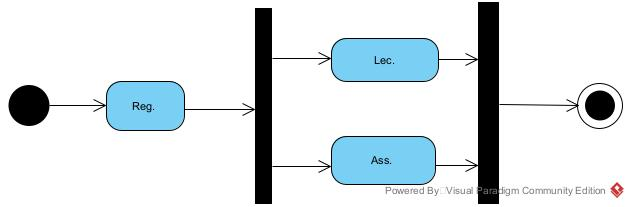 Reg.
Lec.
Ass.
Powered By Visual Paradigm Community Edition